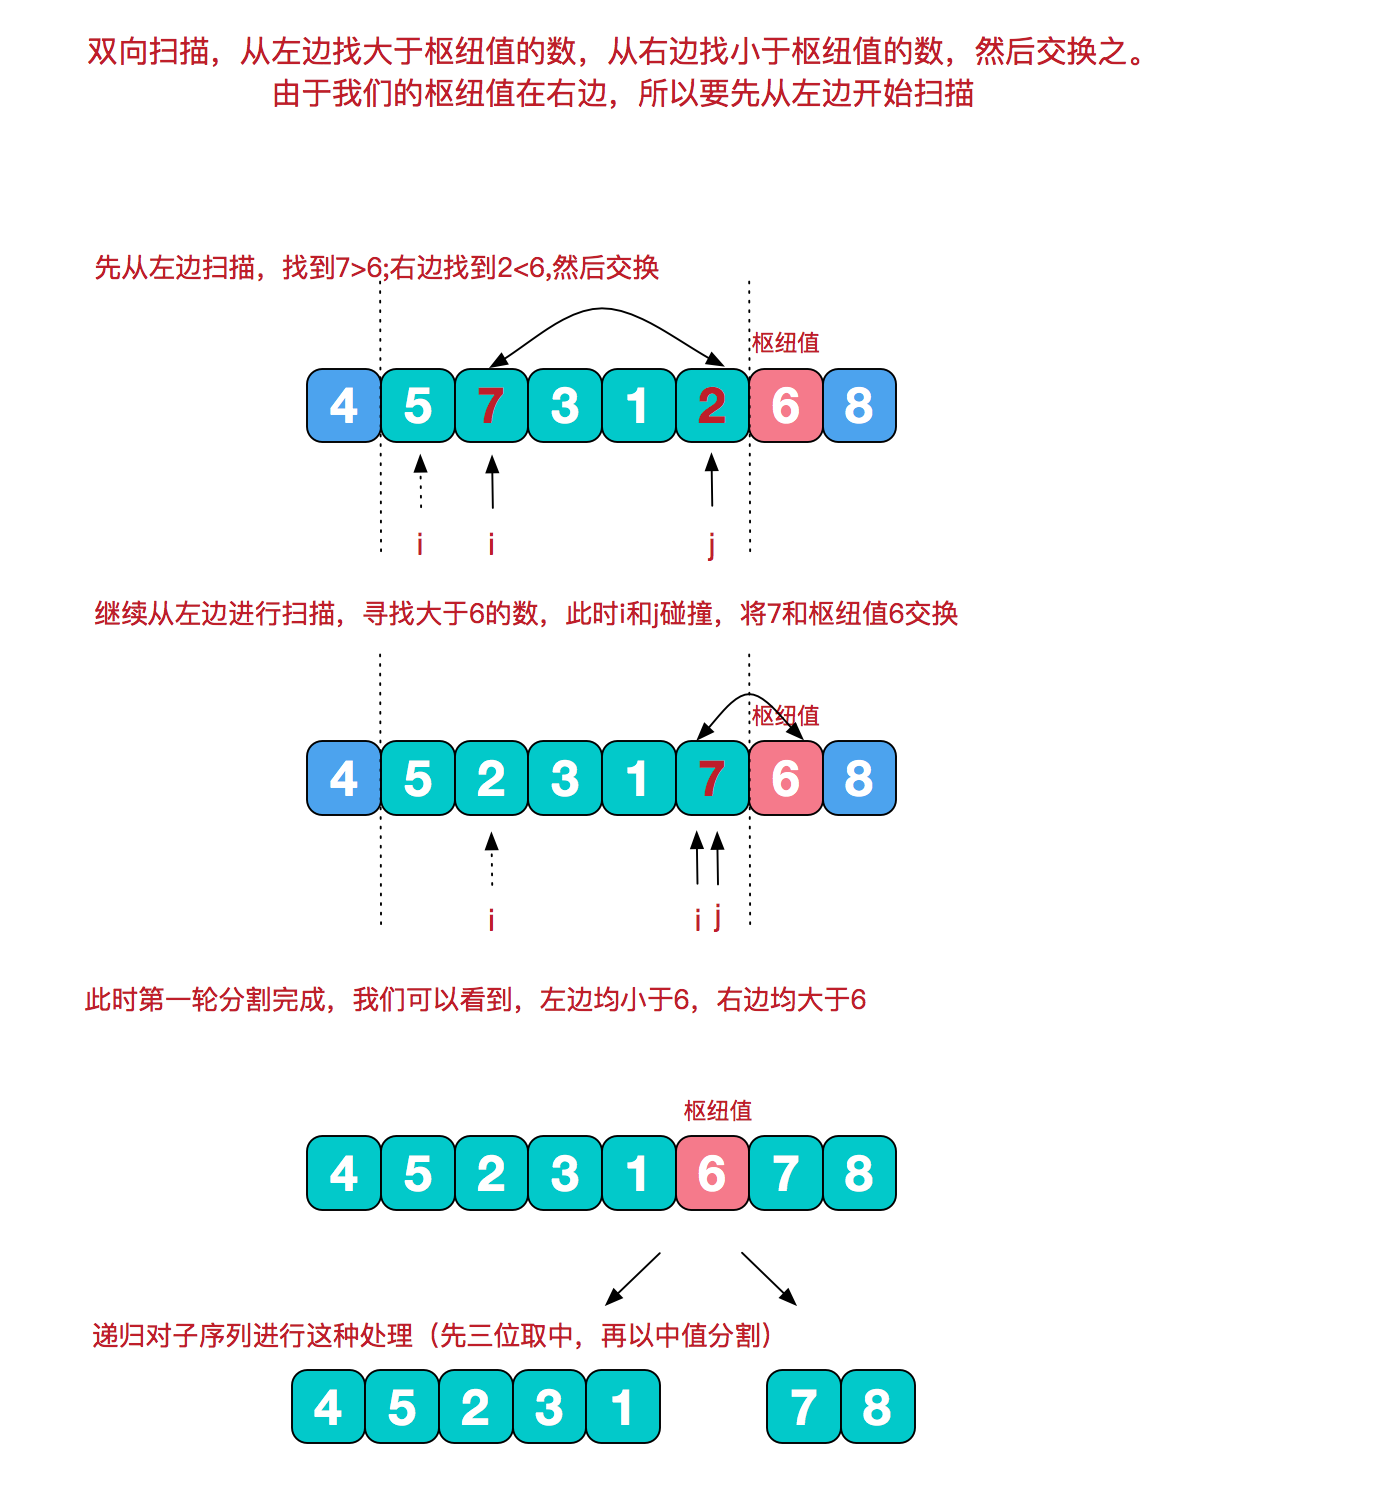 双向扫描，从左边找大于枢纽值的数，从右边找小于枢纽值的数，然后交换之。
由于我们的枢纽值在右边，所以要先从左边开始扫描
先从左边扫描，找到7>6;右边找到2<6,然后交换
枢纽值
4 5 7 3 1 2 6 8
i i j
继续从左边进行扫描，寻找大于6的数，此时i和j碰撞，将7和枢纽值6交换
枢纽值
4 5 2 3 1 7 6 8
i i j
此时第一轮分割完成，我们可以看到，左边均小于6，右边均大于6
枢纽值
4 5 2 3 1 6 7 8
递归对子序列进行这种处理（先三位取中，再以中值分割）
4 5 2 3 1 7 8